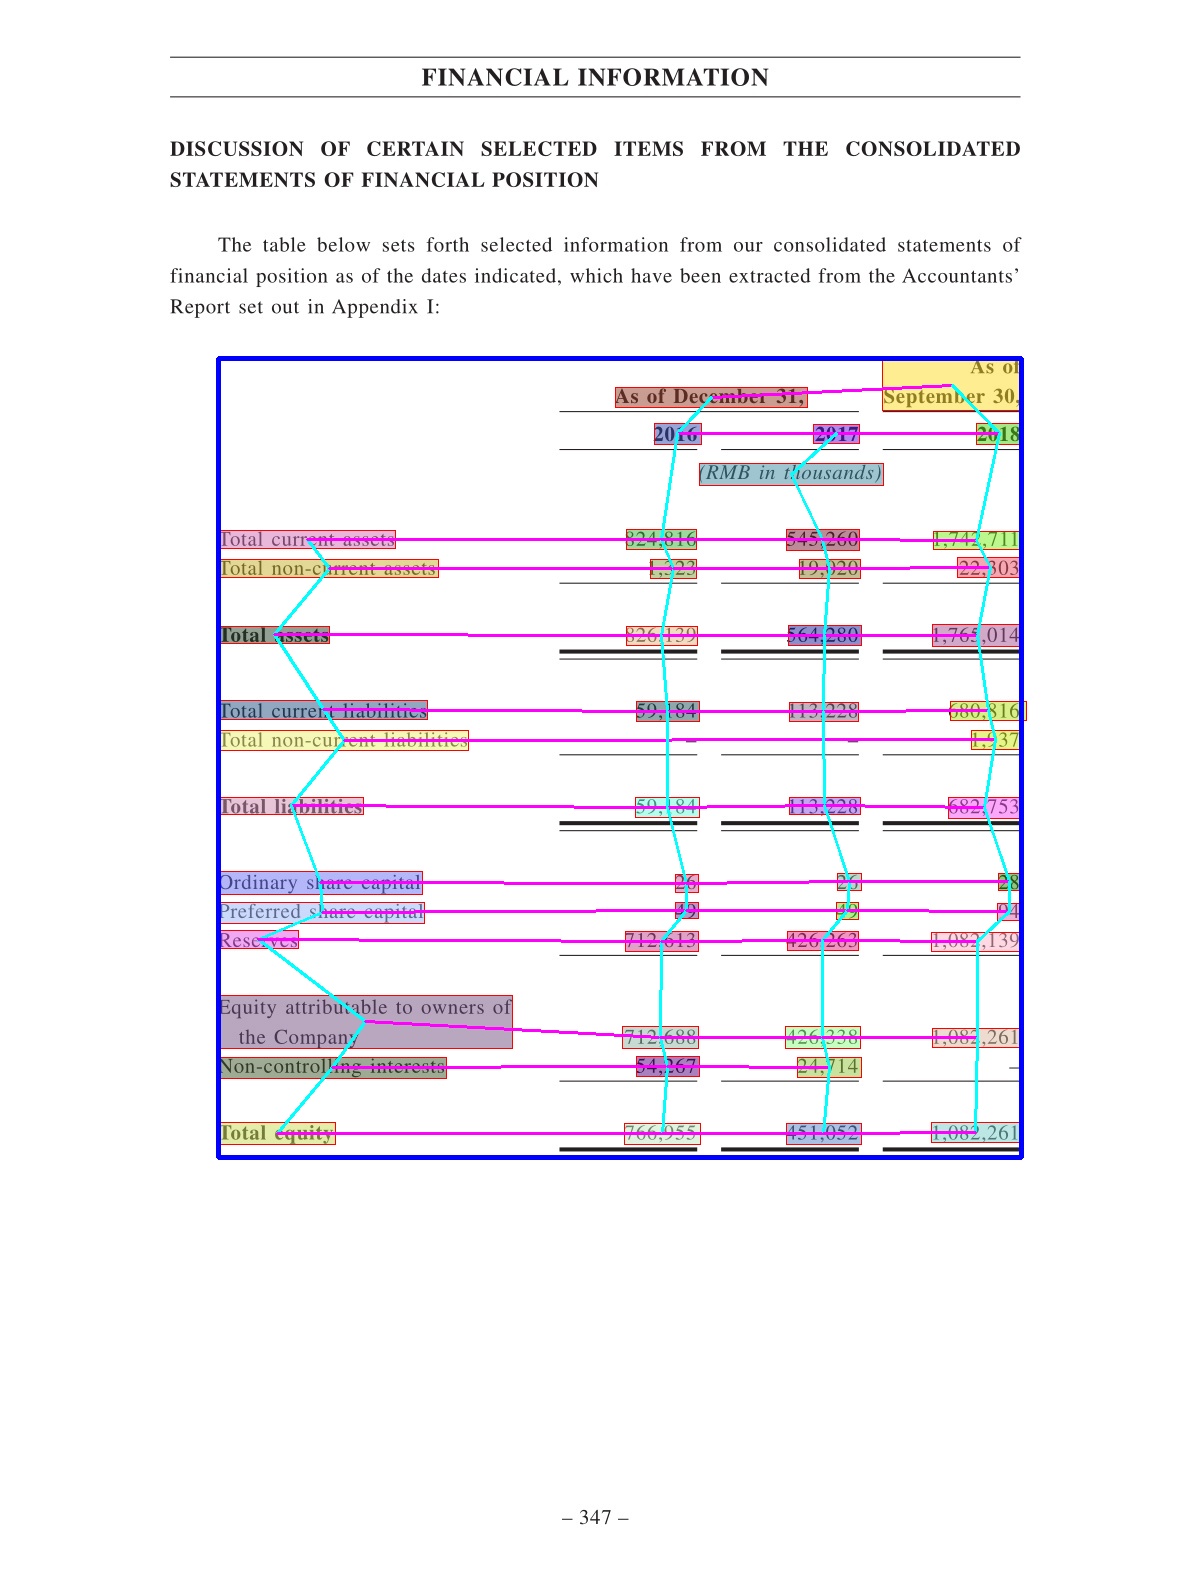 FINANCIAL INFORMATION
DISCUSSION OF CERTAIN SELECTED ITEMS FROM THE CONSOLIDATED
STATEMENTS OF FINANCIAL POSITION
The table below sets forth selected information from our consolidated statements of
financial position as of the dates indicated, which have been extracted from the Accountants’
Report set out in Appendix I:
As of
As of December 31, September 30,
2016 2017 2018
(RMB in thousands)
Total current assets 824,816 545,260 1,742,711
Total non-current assets 1,323 19,020 22,303
Total assets 826,139 564,280 1,765,014
Total current liabilities 59,184 113,228 680,816
Total non-current liabilities – – 1,937
Total liabilities 59,184 113,228 682,753
Ordinary share capital 26 26 28
Preferred share capital 49 49 94
Reserves 712,613 426,263 1,082,139
Equity attributable to owners of
the Company 712,688 426,338 1,082,261
Non-controlling interests 54,267 24,714 –
Total equity 766,955 451,052 1,082,261
– 347 –